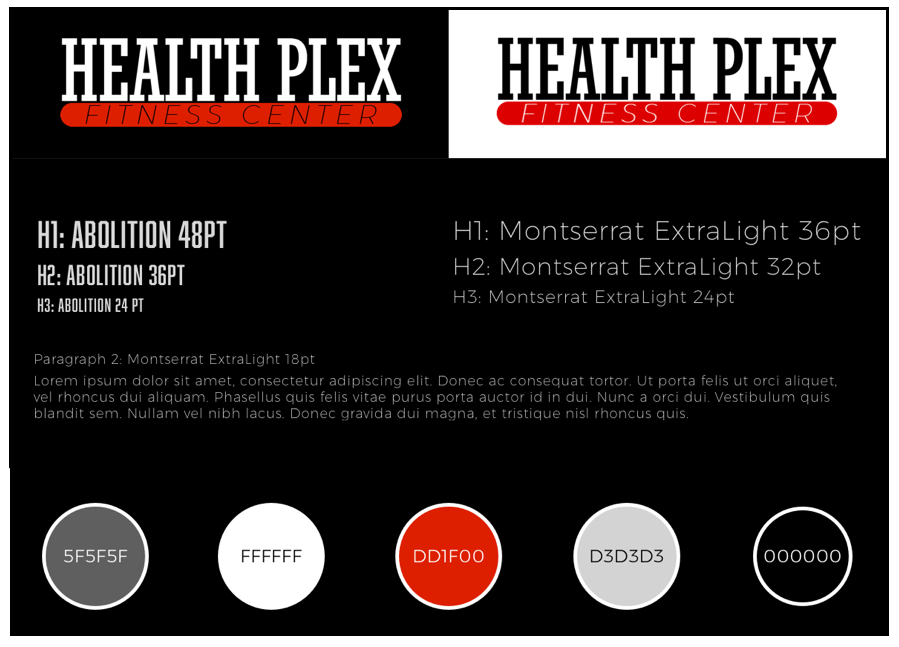 HEALTH PLEX
FITNESS CENTER
HEALTH PLEX
FITNESS CENTER
H1: ABOLITION 48PT
H2: ABOLITION 36PT
H3: ABOLITION 24 PT
H1: Montserrat ExtraLight 36pt
H2: Montserrat ExtraLight 32pt
H3: Montserrat ExtraLight 24pt
Paragraph 2: Montserrat ExtraLight 18pt
Lorem ipsum dolor sit amet, consectetur adipiscing elit. Donec ac consequat tortor. Ut porta felis ut orci aliquet,
vel rhoncus dui aliquam. Phasellus quis felis vitae purus porta auctor id in dui. Nunc a orci dui. Vestibulum quis
blandit sem. Nullam vel nibh lacus. Donec gravida dui magna, et tristique nisl rhoncus quis.
5F5F5F
FFFFFF
DD1F00
D3D3D3
000000